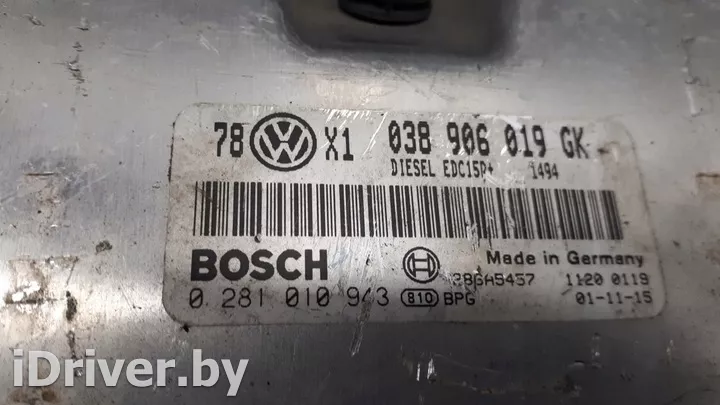 78 X1 038 906 019 GK
DIESEL EDC15P+ 1494
BOSCH
Made in Germany
28GA5457 1120 0119
0 281 010 943 810 BPG 01-11-15
iDriver.by